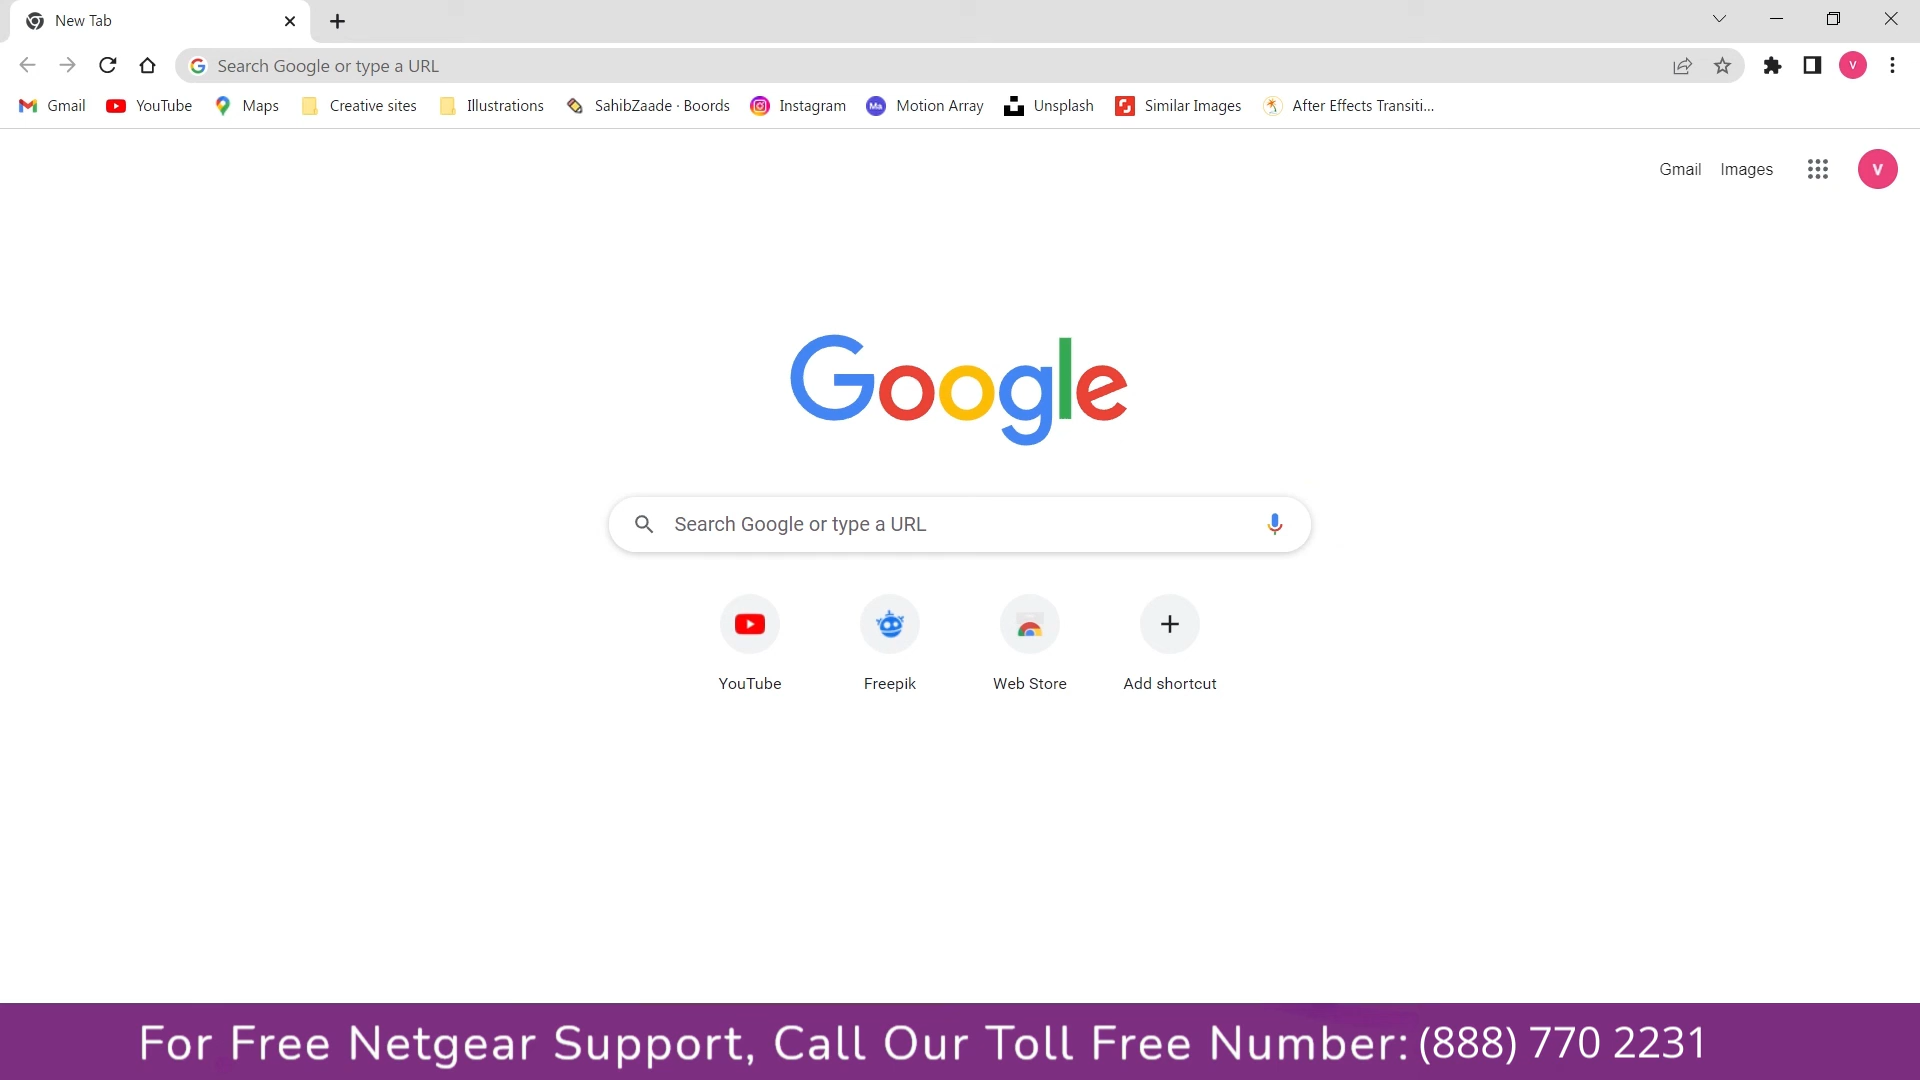 New Tab
Search Google or type a URL
Gmail YouTube Maps Creative sites Illustrations SahibZaade · Boords Instagram Ma Motion Array Unsplash Similar Images After Effects Transiti...
V
Gmail Images V
Google
Search Google or type a URL
YouTube Freepik Web Store Add shortcut
For Free Netgear Support, Call Our Toll Free Number: (888) 770 2231